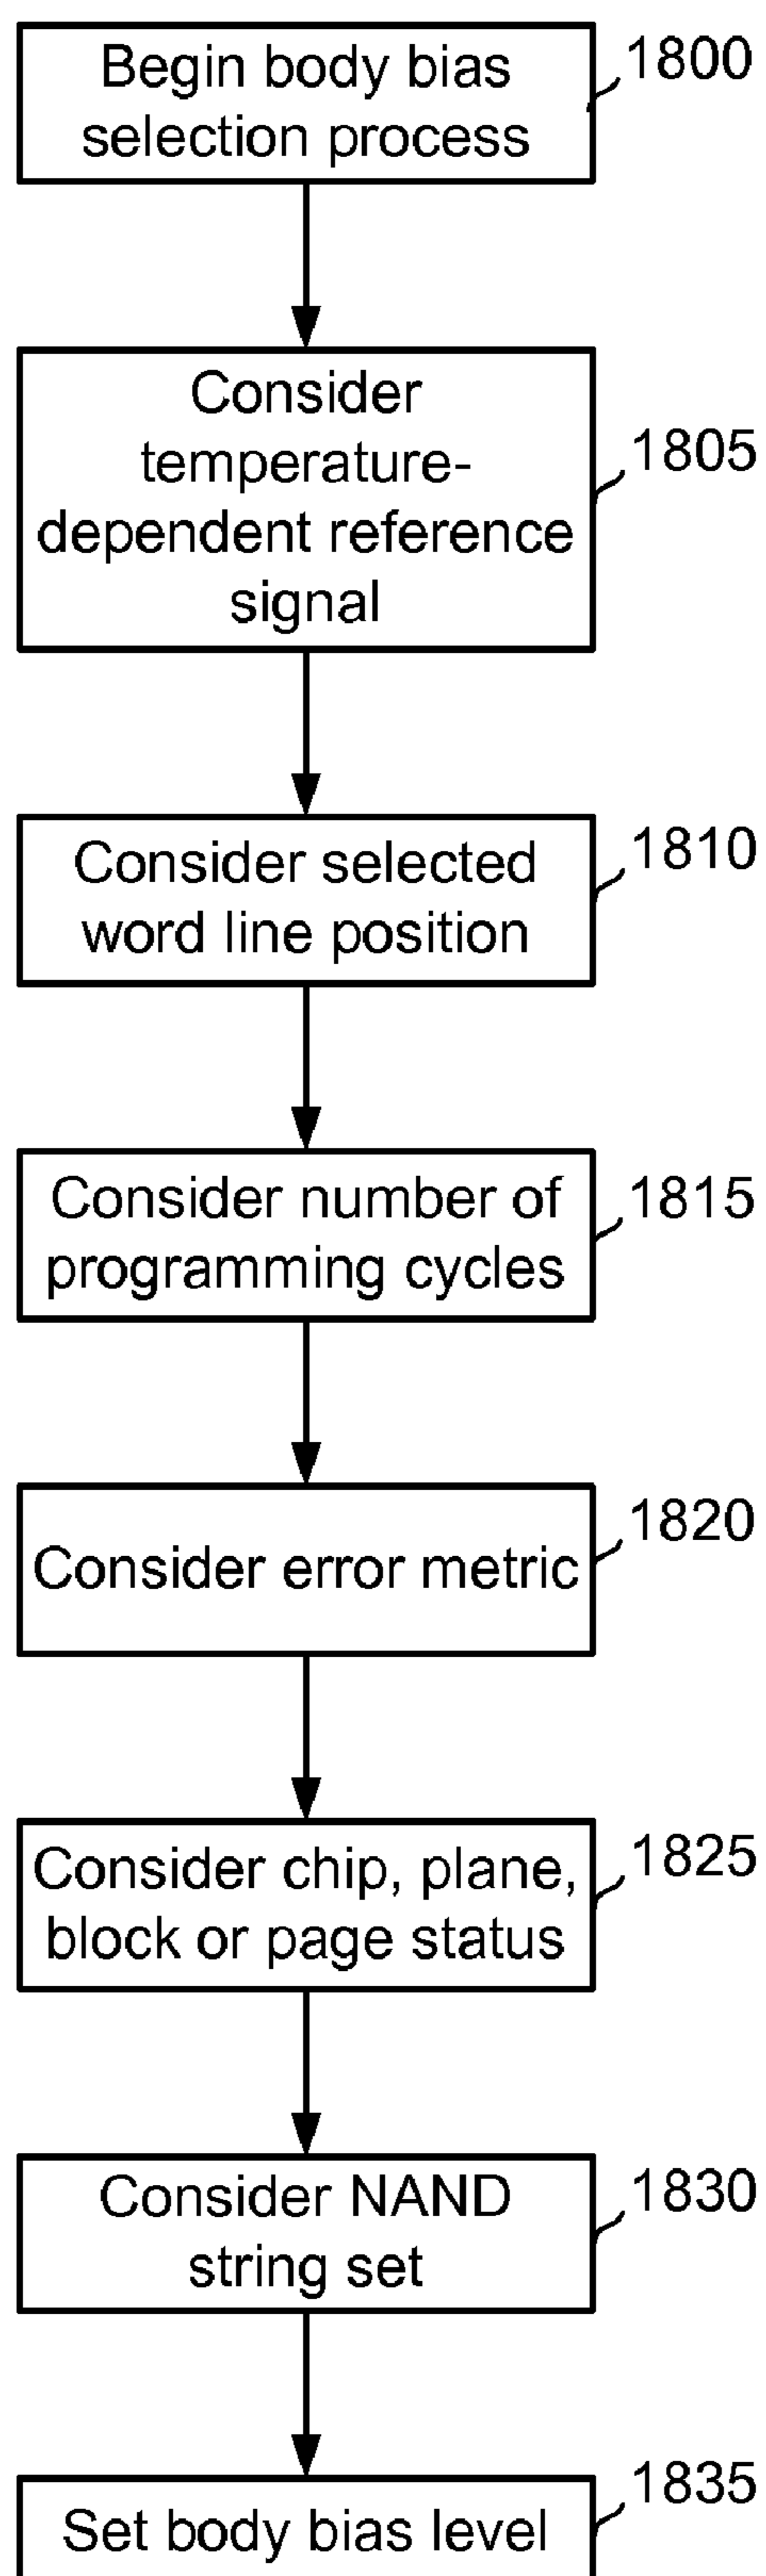 Begin body bias
selection process
1800
Consider
temperature-
dependent reference
signal
1805
Consider selected
word line position
1810
Consider number of
programming cycles
1815
Consider error metric
1820
Consider chip, plane,
block or page status
1825
Consider NAND
string set
1830
Set body bias level
1835